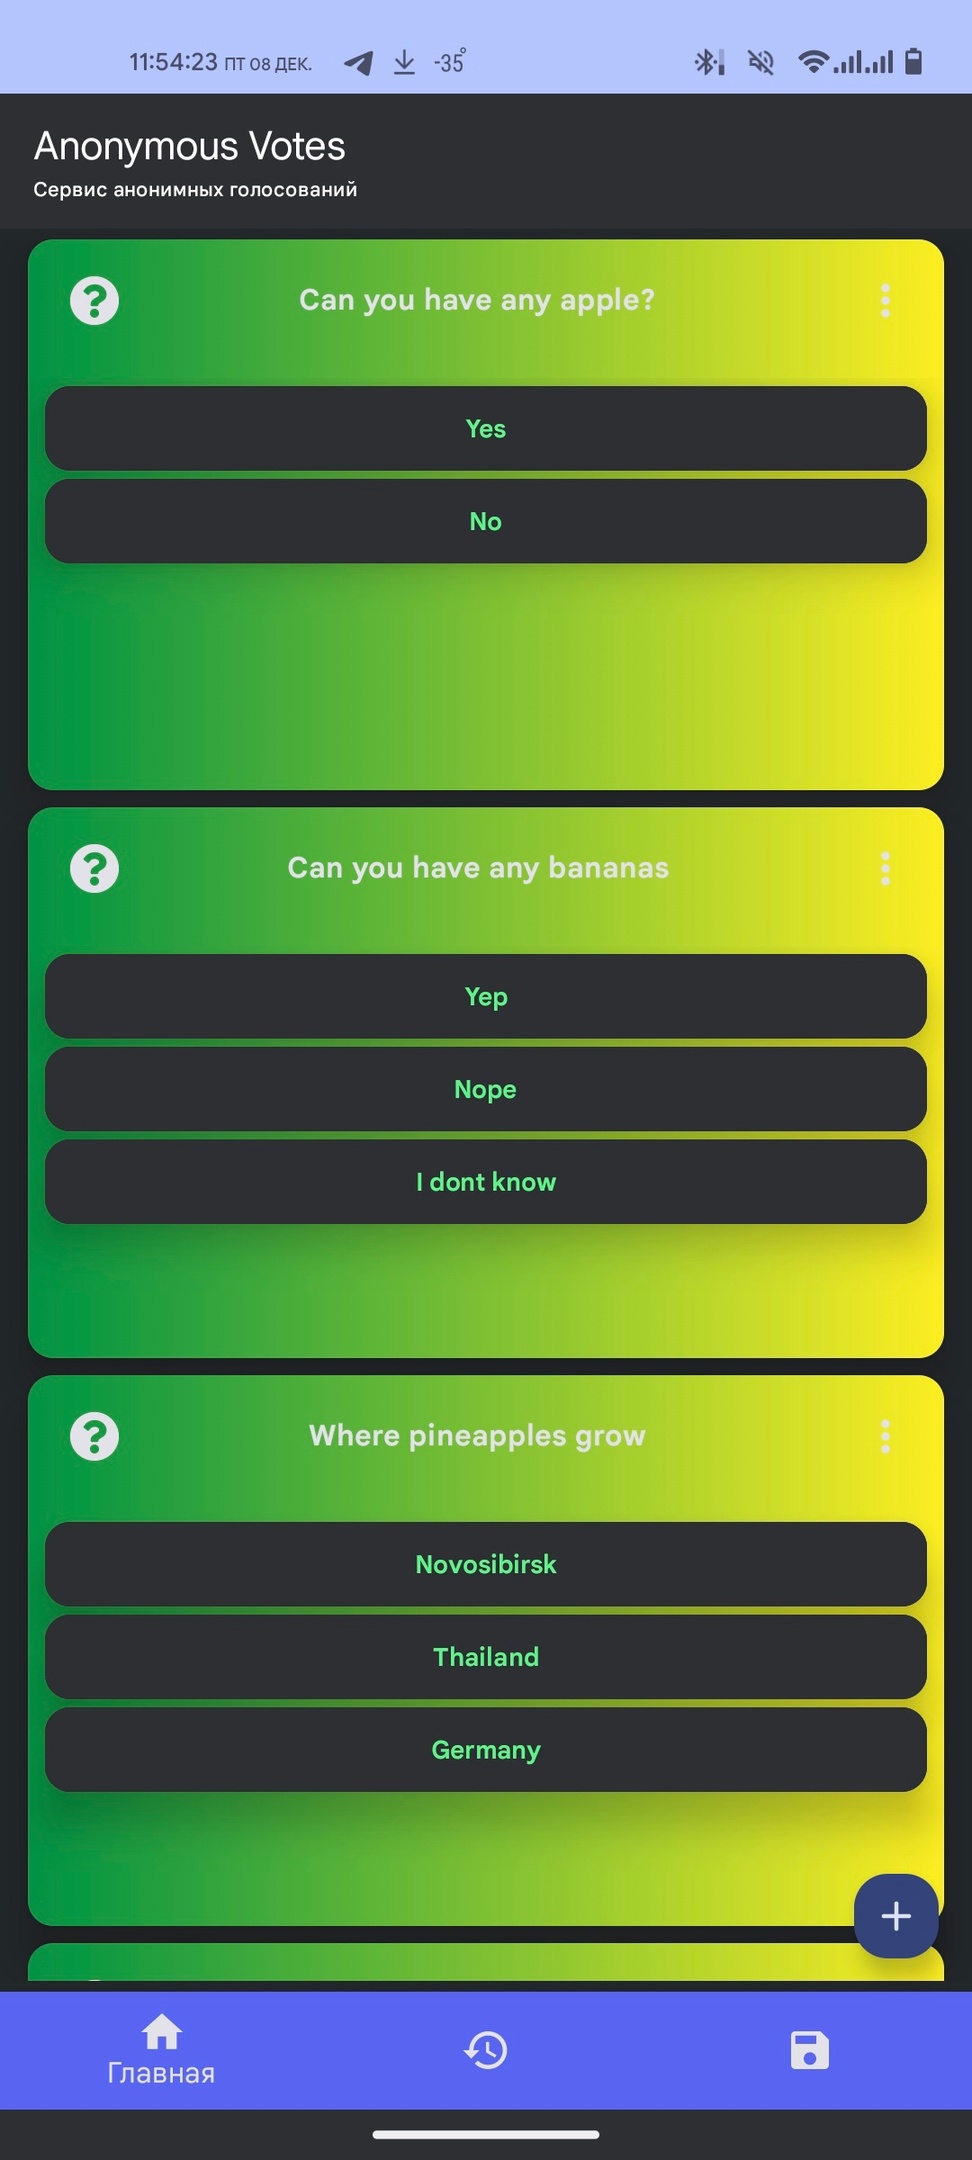 11:54:23 ПТ 08 ДЕК. -35°
Anonymous Votes
Сервис анонимных голосований
Can you have any apple?
Yes
No
Can you have any bananas
Yep
Nope
I dont know
Where pineapples grow
Novosibirsk
Thailand
Germany
Главная